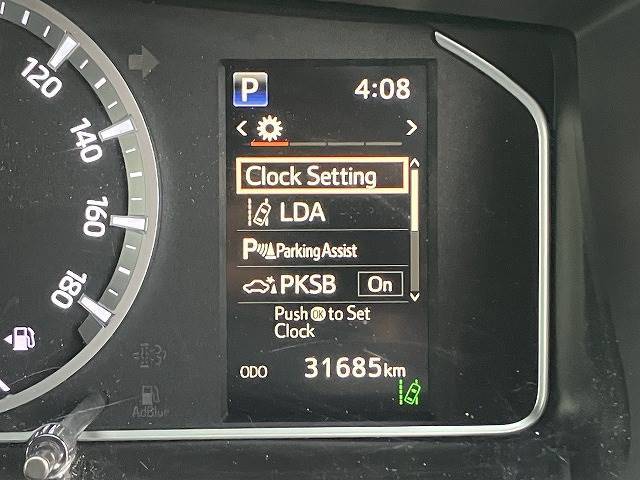 120
140
160
180
P 4:08
Clock Setting
LDA
P Parking Assist
PKSB On
Push OK to Set
Clock
ODO 31685km
AdBlue